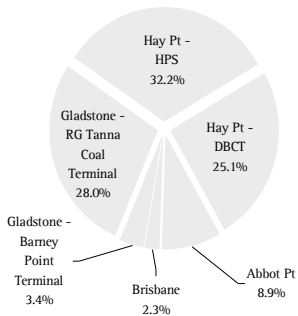 Hay Pt -
HPS
32.2%
Hay Pt -
DBCT
25.1%
Abbot Pt
8.9%
Brisbane
2.3%
Gladstone -
Barney
Point
Terminal
3.4%
Gladstone -
RG Tanna
Coal
Terminal
28.0%